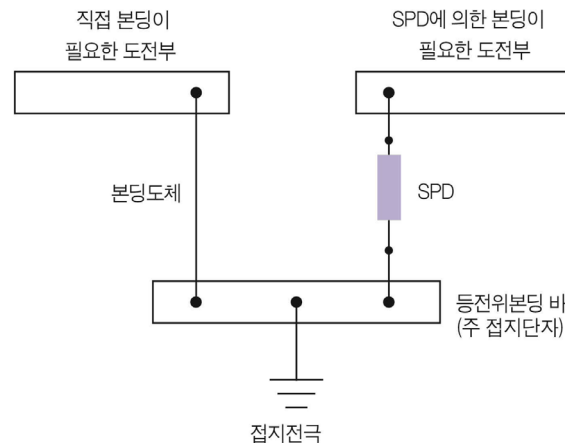 직접 본딩이
필요한 도전부
SPD에 의한 본딩이
필요한 도전부
본딩도체
SPD
등전위본딩 바
(주 접지단자)
접지전극